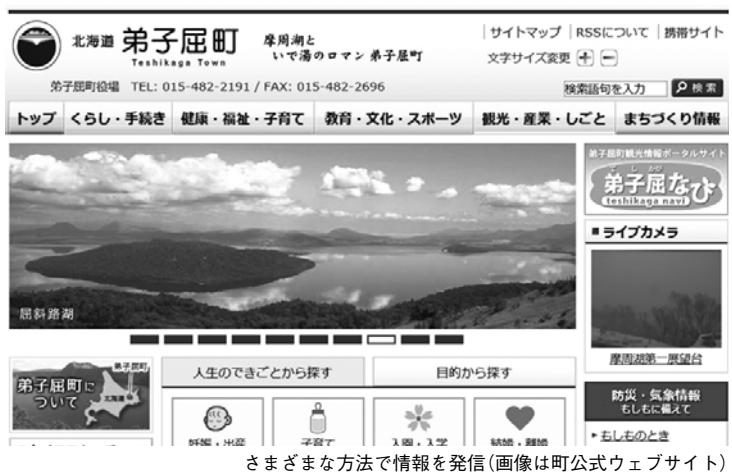 サイトマップ RSSについて 携帯サイト
北海道 弟子屈町
Teshikaga Town
摩周湖と
いで湯のロマン 弟子屈町
文字サイズ変更 + −
弟子屈町役場 TEL: 015-482-2191 / FAX: 015-482-2696
検索語句を入力 検索
トップ くらし・手続き 健康・福祉・子育て 教育・文化・スポーツ 観光・産業・しごと まちづくり情報
弟子屈町観光情報ポータルサイト
てしかが
弟子屈なび
teshikaga navi
■ライブカメラ
屈斜路湖
摩周湖第一展望台
弟子屈町
弟子屈町に
ついて
北海道
人生のできごとから探す 目的から探す
妊娠・出産 子育て 入園・入学 結婚・離婚
防災・気象情報
もしもに備えて
もしものとき
さまざまな方法で情報を発信(画像は町公式ウェブサイト)